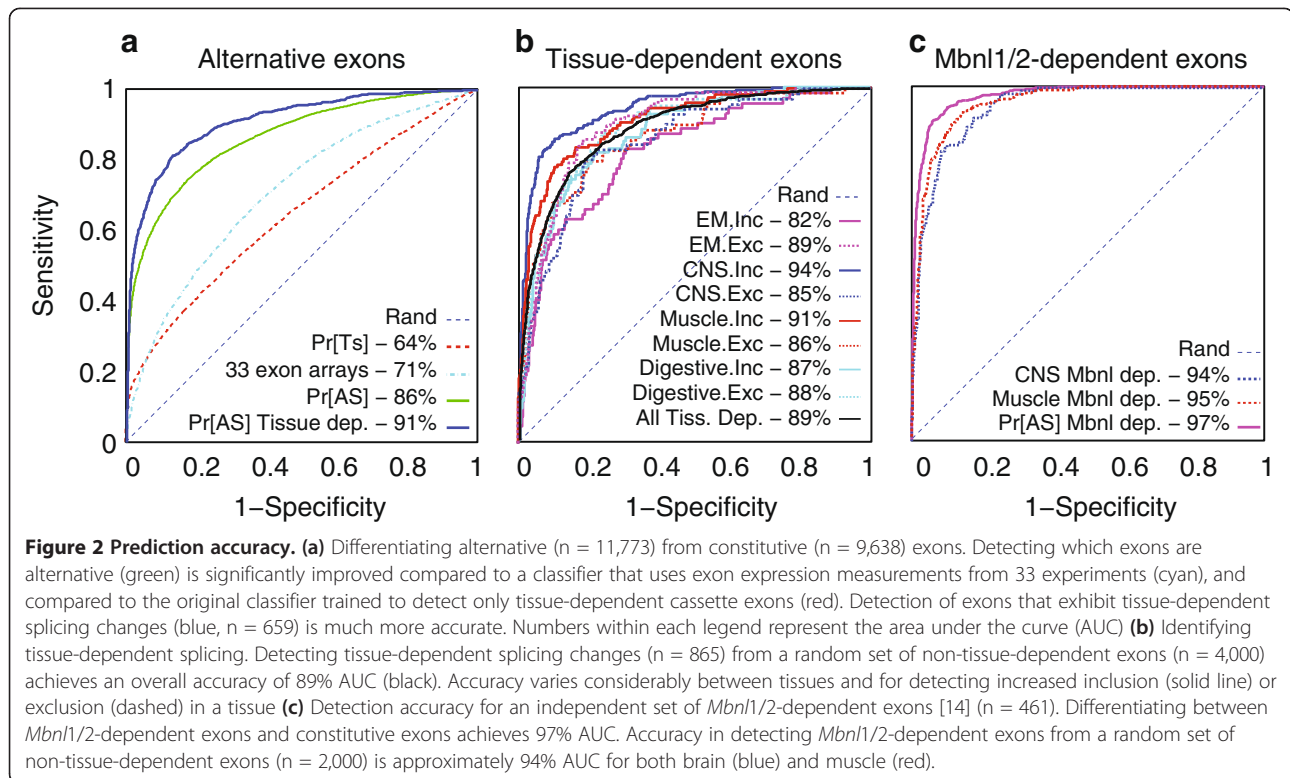 a
Alternative exons
1
0.8
0.6
0.4
0.2
0
Sensitivity
Rand
Pr[Ts] – 64%
33 exon arrays – 71%
Pr[AS] – 86%
Pr[AS] Tissue dep. – 91%
0 0.2 0.4 0.6 0.8 1
1–Specificity
b
Tissue-dependent exons
Rand
EM.Inc – 82%
EM.Exc – 89%
CNS.Inc – 94%
CNS.Exc – 85%
Muscle.Inc – 91%
Muscle.Exc – 86%
Digestive.Inc – 87%
Digestive.Exc – 88%
All Tiss. Dep. – 89%
0 0.2 0.4 0.6 0.8 1
1–Specificity
c
Mbnl1/2-dependent exons
Rand
CNS Mbnl dep. – 94%
Muscle Mbnl dep. – 95%
Pr[AS] Mbnl dep. – 97%
0 0.2 0.4 0.6 0.8 1
1–Specificity
Figure 2 Prediction accuracy. (a) Differentiating alternative (n = 11,773) from constitutive (n = 9,638) exons. Detecting which exons are
alternative (green) is significantly improved compared to a classifier that uses exon expression measurements from 33 experiments (cyan), and
compared to the original classifier trained to detect only tissue-dependent cassette exons (red). Detection of exons that exhibit tissue-dependent
splicing changes (blue, n = 659) is much more accurate. Numbers within each legend represent the area under the curve (AUC) (b) Identifying
tissue-dependent splicing. Detecting tissue-dependent splicing changes (n = 865) from a random set of non-tissue-dependent exons (n = 4,000)
achieves an overall accuracy of 89% AUC (black). Accuracy varies considerably between tissues and for detecting increased inclusion (solid line) or
exclusion (dashed) in a tissue (c) Detection accuracy for an independent set of Mbnl1/2-dependent exons [14] (n = 461). Differentiating between
Mbnl1/2-dependent exons and constitutive exons achieves 97% AUC. Accuracy in detecting Mbnl1/2-dependent exons from a random set of
non-tissue-dependent exons (n = 2,000) is approximately 94% AUC for both brain (blue) and muscle (red).